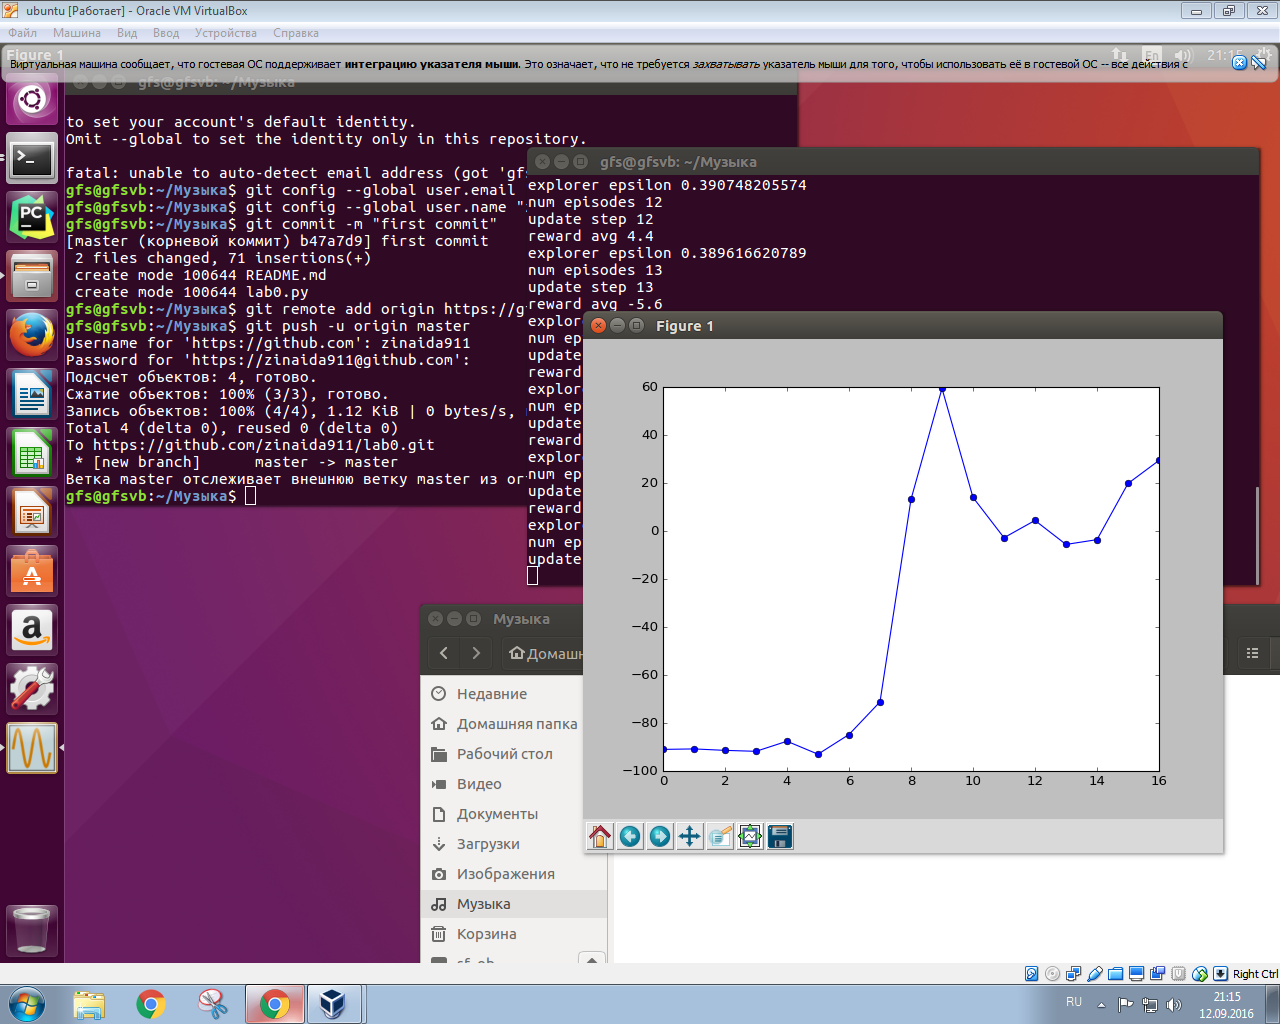 ubuntu [Работает] - Oracle VM VirtualBox
Файл Машина Вид Ввод Устройства Справка
Figure 1
En 21:15
Виртуальная машина сообщает, что гостевая ОС поддерживает интеграцию указателя мыши. Это означает, что не требуется захватывать указатель мыши для того, чтобы использовать её в гостевой ОС -- все действия с
gfs@gfsvb: ~/Музыка
to set your account's default identity.
Omit --global to set the identity only in this repository.
fatal: unable to auto-detect email address (got 'gfs
gfs@gfsvb:~/Музыка$ git config --global user.email
gfs@gfsvb:~/Музыка$ git config --global user.name "
gfs@gfsvb:~/Музыка$ git commit -m "first commit"
[master (корневой коммит) b47a7d9] first commit
2 files changed, 71 insertions(+)
create mode 100644 README.md
create mode 100644 lab0.py
gfs@gfsvb:~/Музыка$ git remote add origin https://g
gfs@gfsvb:~/Музыка$ git push -u origin master
Username for 'https://github.com': zinaida911
Password for 'https://zinaida911@github.com':
Подсчет объектов: 4, готово.
Сжатие объектов: 100% (3/3), готово.
Запись объектов: 100% (4/4), 1.12 KiB | 0 bytes/s,
Total 4 (delta 0), reused 0 (delta 0)
To https://github.com/zinaida911/lab0.git
* [new branch] master -> master
Ветка master отслеживает внешнюю ветку master из or
gfs@gfsvb:~/Музыка$
gfs@gfsvb: ~/Музыка
explorer epsilon 0.390748205574
num episodes 12
update step 12
reward avg 4.4
explorer epsilon 0.389616620789
num episodes 13
update step 13
reward avg -5.6
explor
num ep
update
reward
explor
num ep
update
reward
explor
num ep
update
reward
explor
num ep
update
Figure 1
60
40
20
0
−20
−40
−60
−80
−100
0 2 4 6 8 10 12 14 16
Музыка
Домашн
Недавние
Домашняя папка
Рабочий стол
Видео
Документы
Загрузки
Изображения
Музыка
Корзина
Right Ctrl
RU
21:15
12.09.2016